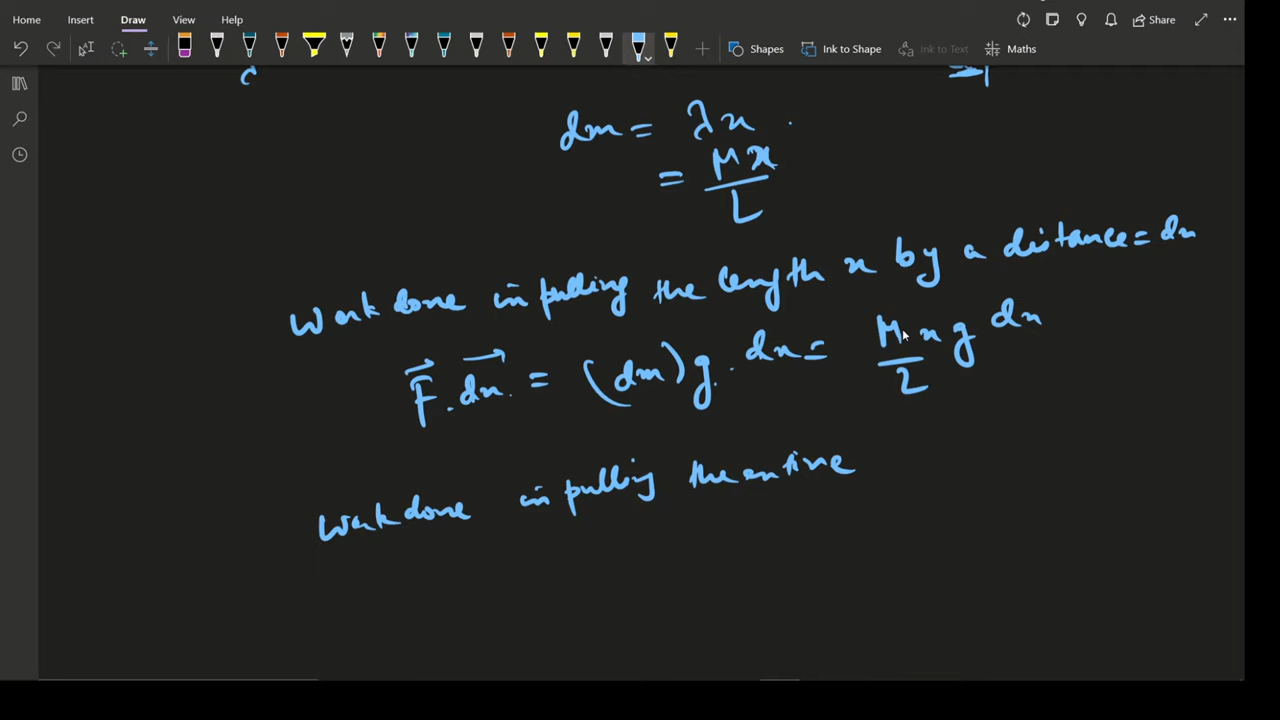 Home Insert Draw View Help Share
Shapes Ink to Shape Ink to Text Maths
dm = λx .
= Mx/L
Work done in pulling the length x by a distance = dx
F⃗ . dx⃗ . = (dm) g . dx = M/2 x g dx
Work done in pulling the entire